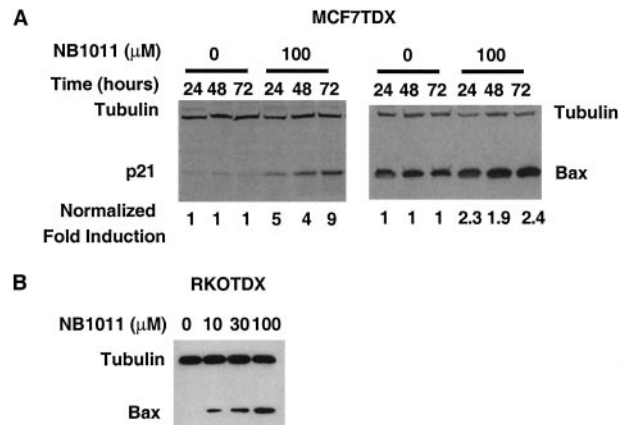 A
MCF7TDX
NB1011 (μM) 0 100 0 100
Time (hours) 24 48 72 24 48 72 24 48 72 24 48 72
Tubulin Tubulin
p21 Bax
Normalized
Fold Induction 1 1 1 5 4 9 1 1 1 2.3 1.9 2.4
B
RKOTDX
NB1011 (μM) 0 10 30 100
Tubulin
Bax